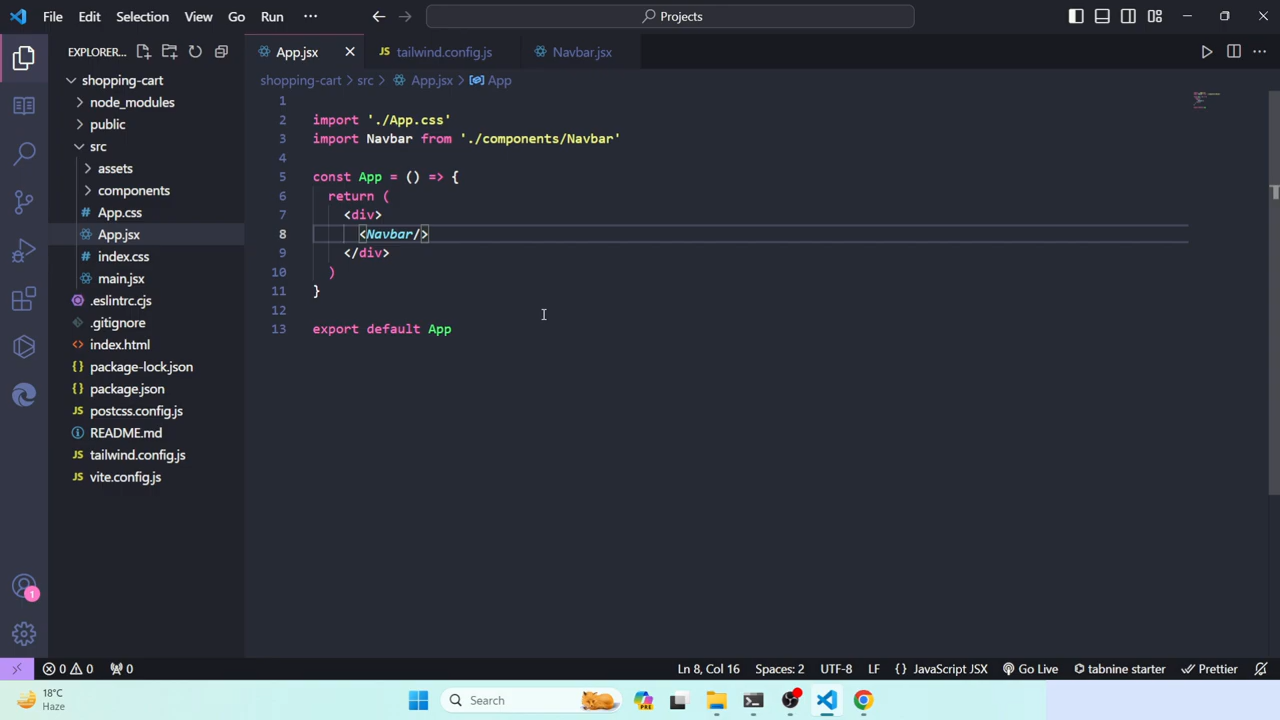 File Edit Selection View Go Run ··· Projects
EXPLORER...
App.jsx tailwind.config.js Navbar.jsx
shopping-cart > src > App.jsx > App
shopping-cart
node_modules
public
src
assets
components
App.css
App.jsx
index.css
main.jsx
.eslintrc.cjs
.gitignore
index.html
package-lock.json
package.json
postcss.config.js
README.md
tailwind.config.js
vite.config.js
1
2 import './App.css'
3 import Navbar from './components/Navbar'
4
5 const App = () => {
6 return (
7 <div>
8 <Navbar/>
9 </div>
10 )
11 }
12
13 export default App
1
0 0 0 Ln 8, Col 16 Spaces: 2 UTF-8 LF {} JavaScript JSX Go Live tabnine starter Prettier
18°C
Haze
Search
PRE